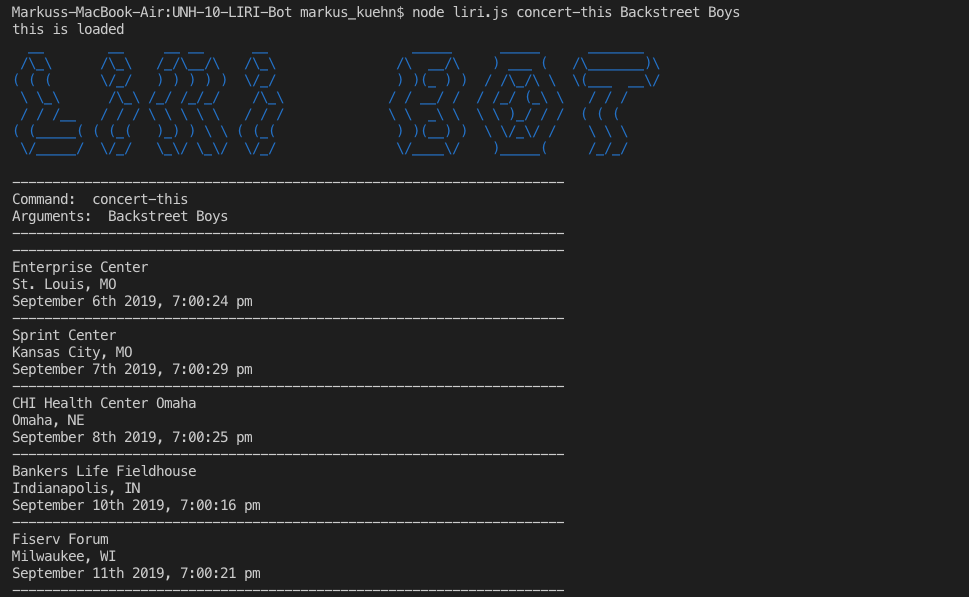 Markuss-MacBook-Air:UNH-10-LIRI-Bot markus_kuehn$ node liri.js concert-this Backstreet Boys
this is loaded
LIRI BOT
------------------------------------------------------------
Command:  concert-this
Arguments:  Backstreet Boys
------------------------------------------------------------
------------------------------------------------------------
Enterprise Center
St. Louis, MO
September 6th 2019, 7:00:24 pm
------------------------------------------------------------
Sprint Center
Kansas City, MO
September 7th 2019, 7:00:29 pm
------------------------------------------------------------
CHI Health Center Omaha
Omaha, NE
September 8th 2019, 7:00:25 pm
------------------------------------------------------------
Bankers Life Fieldhouse
Indianapolis, IN
September 10th 2019, 7:00:16 pm
------------------------------------------------------------
Fiserv Forum
Milwaukee, WI
September 11th 2019, 7:00:21 pm
------------------------------------------------------------